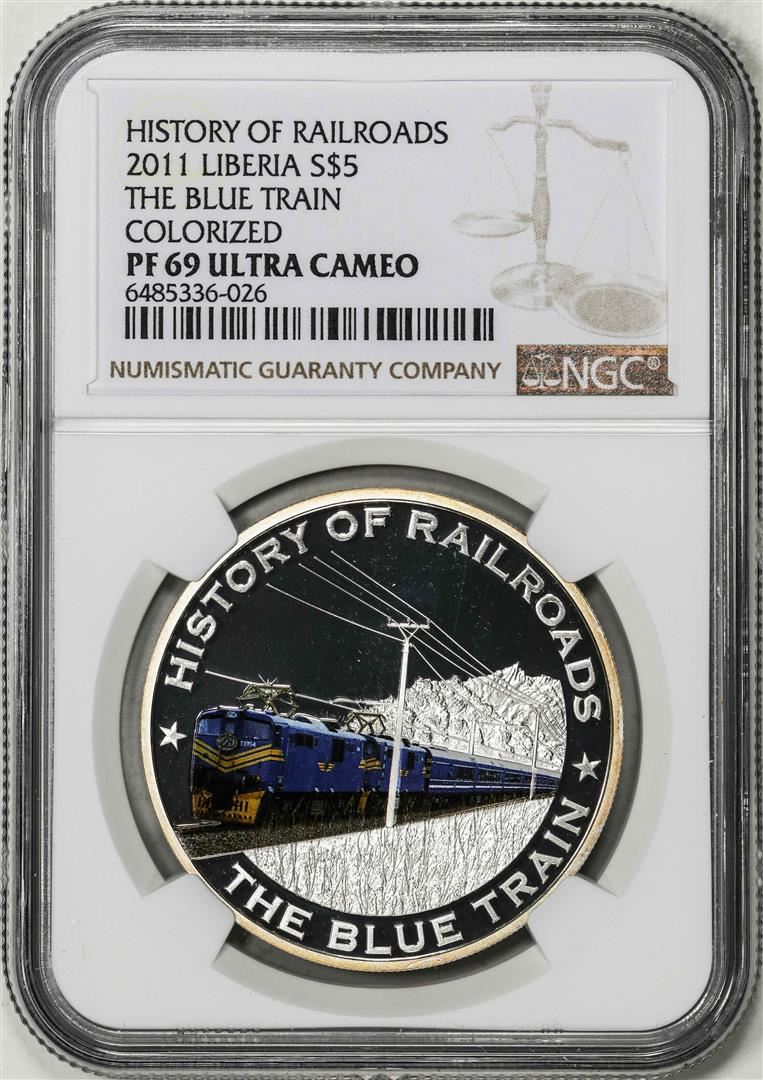 HISTORY OF RAILROADS
2011 LIBERIA S$5
THE BLUE TRAIN
COLORIZED
PF 69 ULTRA CAMEO
6485336-026
NUMISMATIC GUARANTY COMPANY
NGC®
HISTORY OF RAILROADS
THE BLUE TRAIN